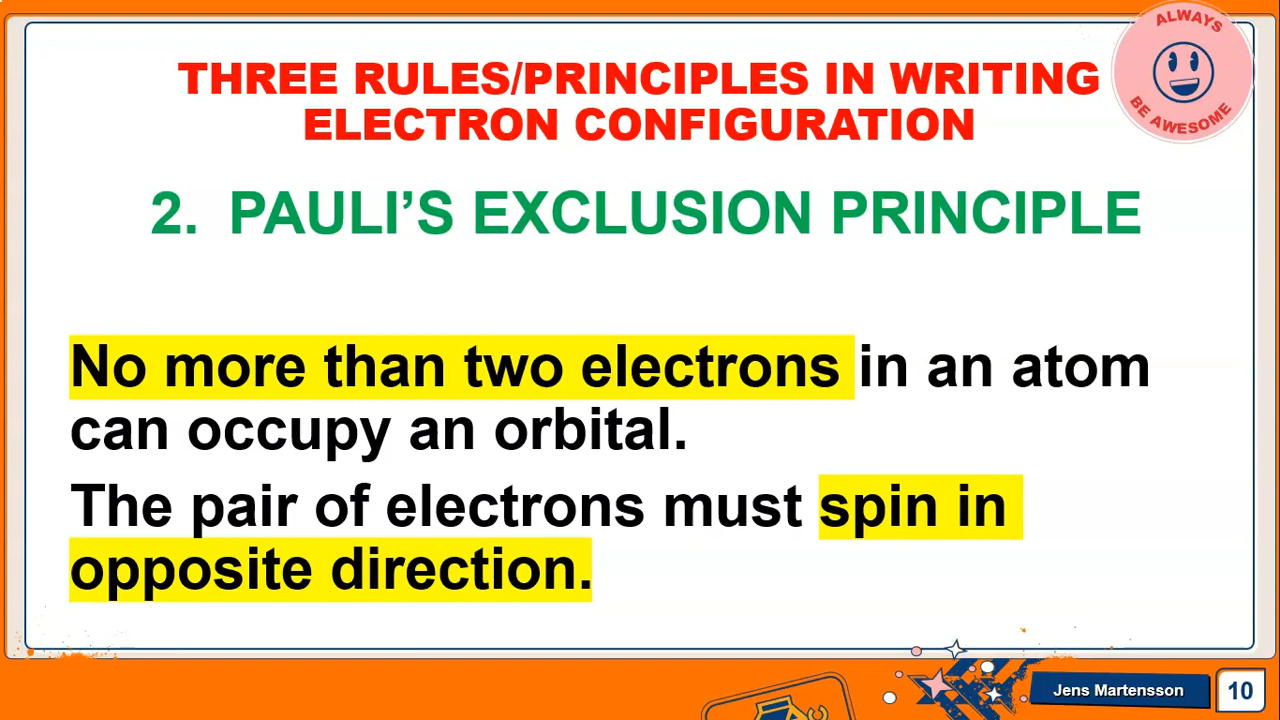 ALWAYS
BE AWESOME
THREE RULES/PRINCIPLES IN WRITING
ELECTRON CONFIGURATION
2. PAULI’S EXCLUSION PRINCIPLE
No more than two electrons in an atom
can occupy an orbital.
The pair of electrons must spin in
opposite direction.
Jens Martensson
10